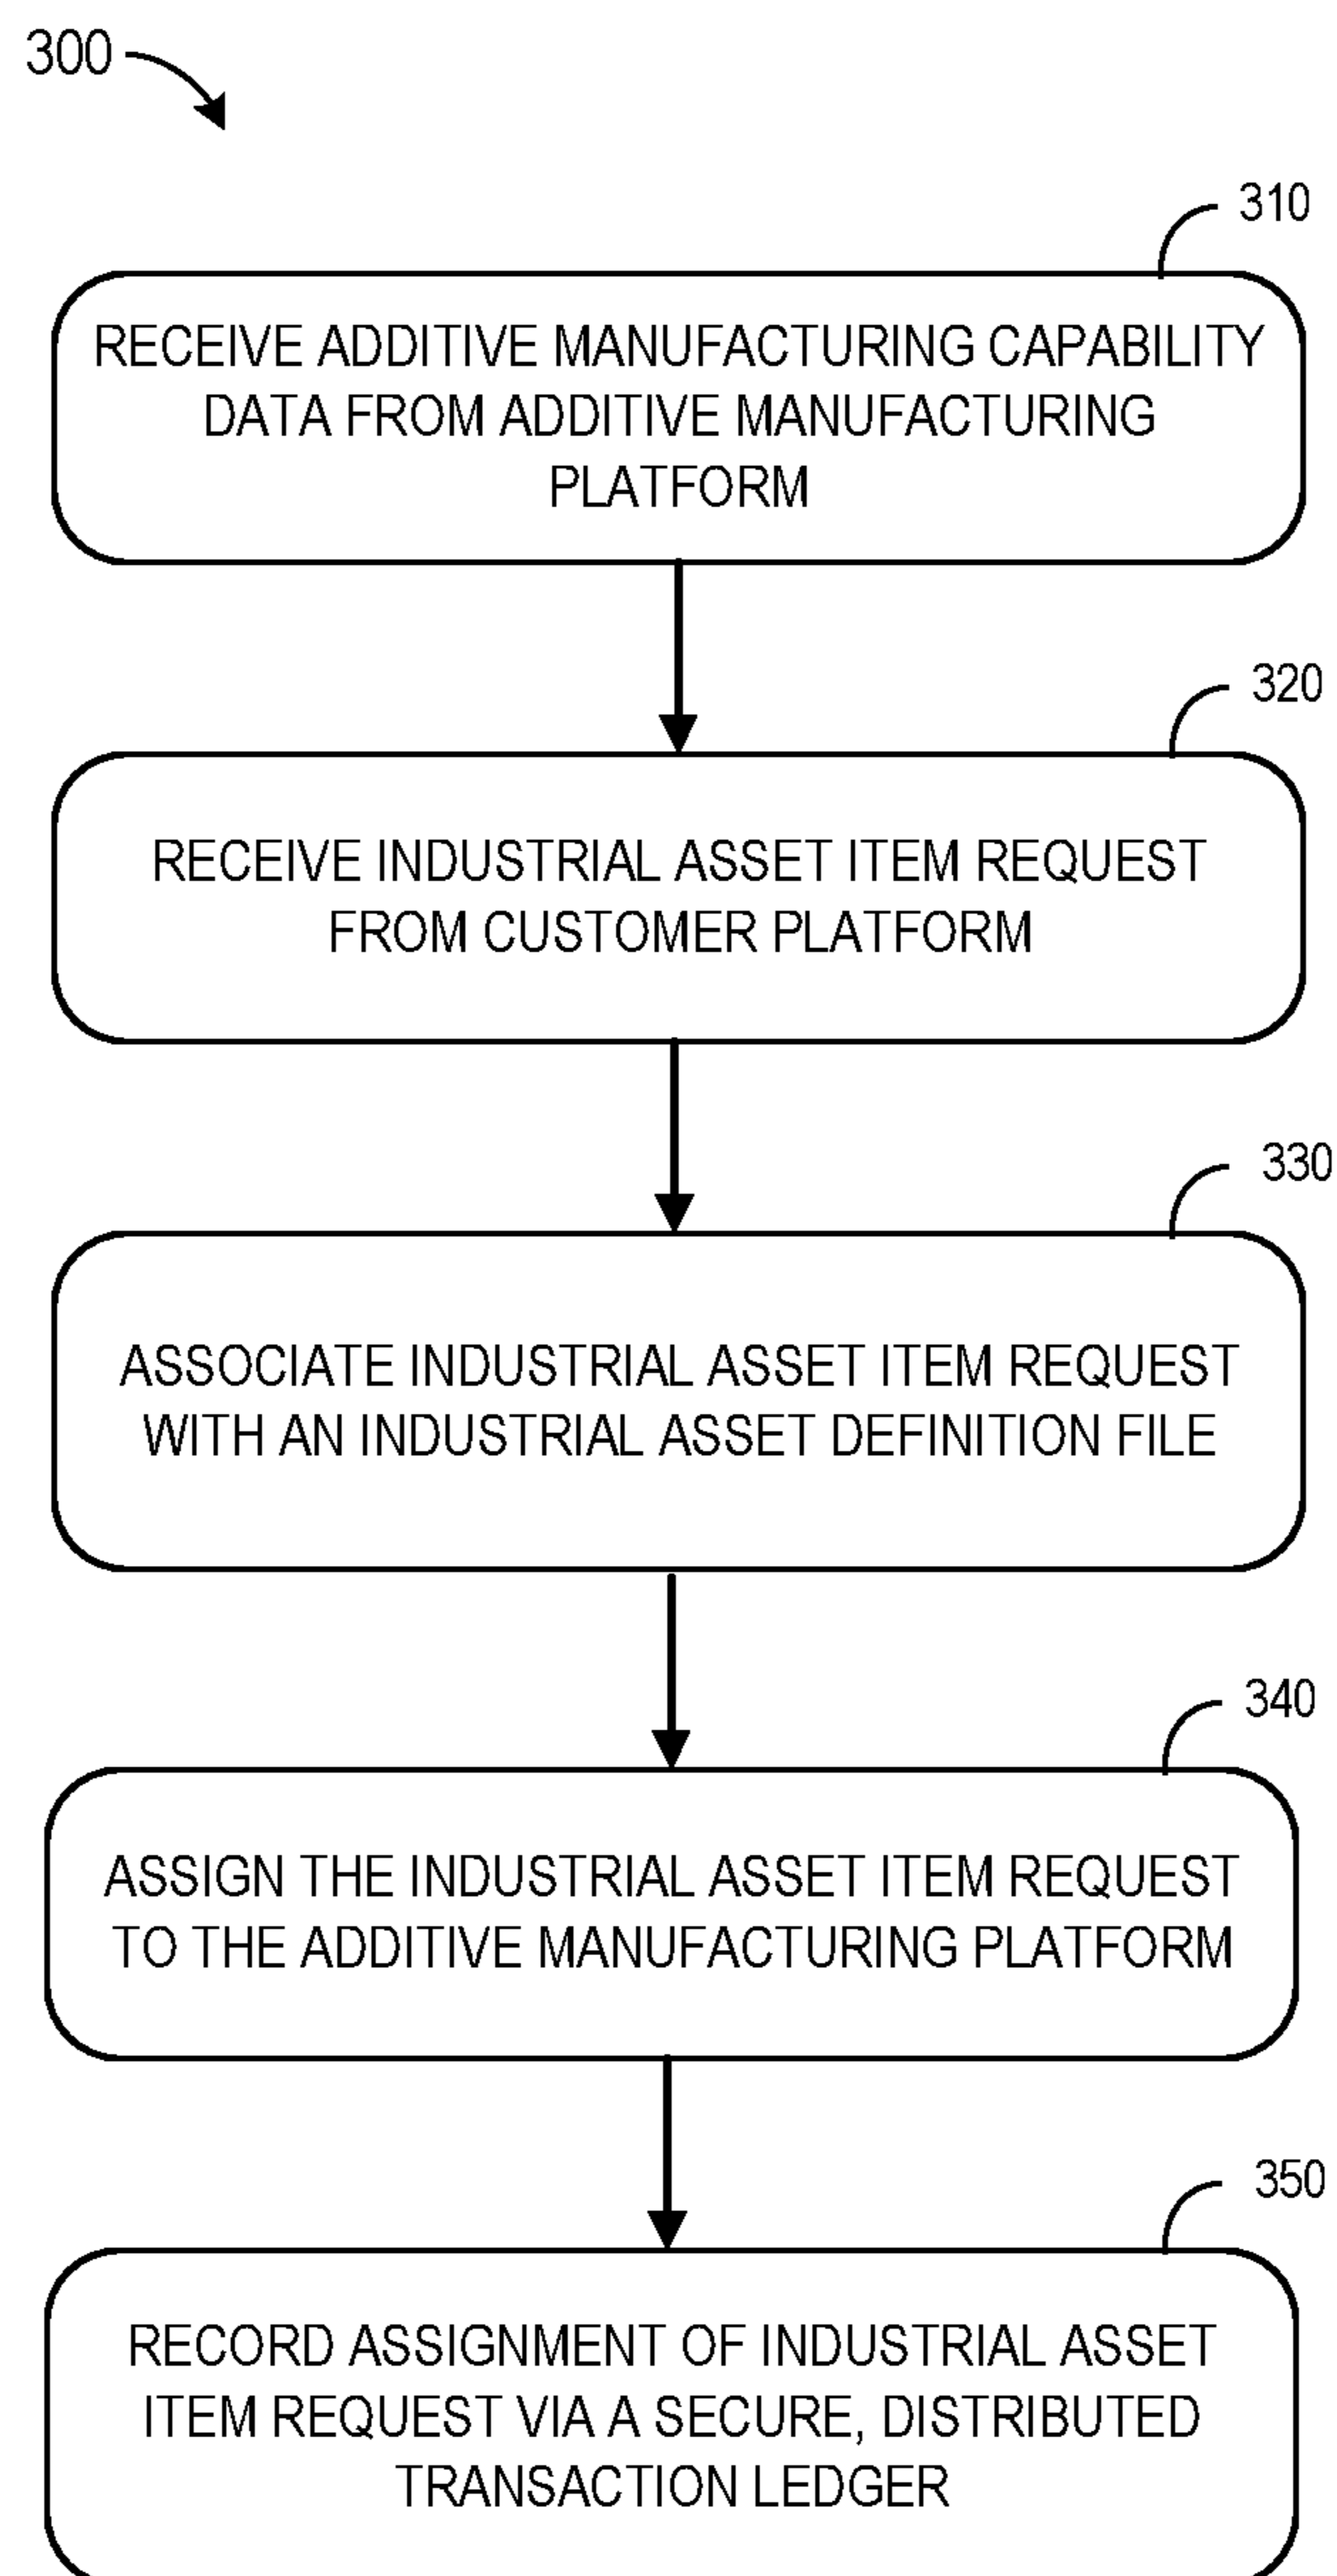 300
310
RECEIVE ADDITIVE MANUFACTURING CAPABILITY
DATA FROM ADDITIVE MANUFACTURING
PLATFORM
320
RECEIVE INDUSTRIAL ASSET ITEM REQUEST
FROM CUSTOMER PLATFORM
330
ASSOCIATE INDUSTRIAL ASSET ITEM REQUEST
WITH AN INDUSTRIAL ASSET DEFINITION FILE
340
ASSIGN THE INDUSTRIAL ASSET ITEM REQUEST
TO THE ADDITIVE MANUFACTURING PLATFORM
350
RECORD ASSIGNMENT OF INDUSTRIAL ASSET
ITEM REQUEST VIA A SECURE, DISTRIBUTED
TRANSACTION LEDGER